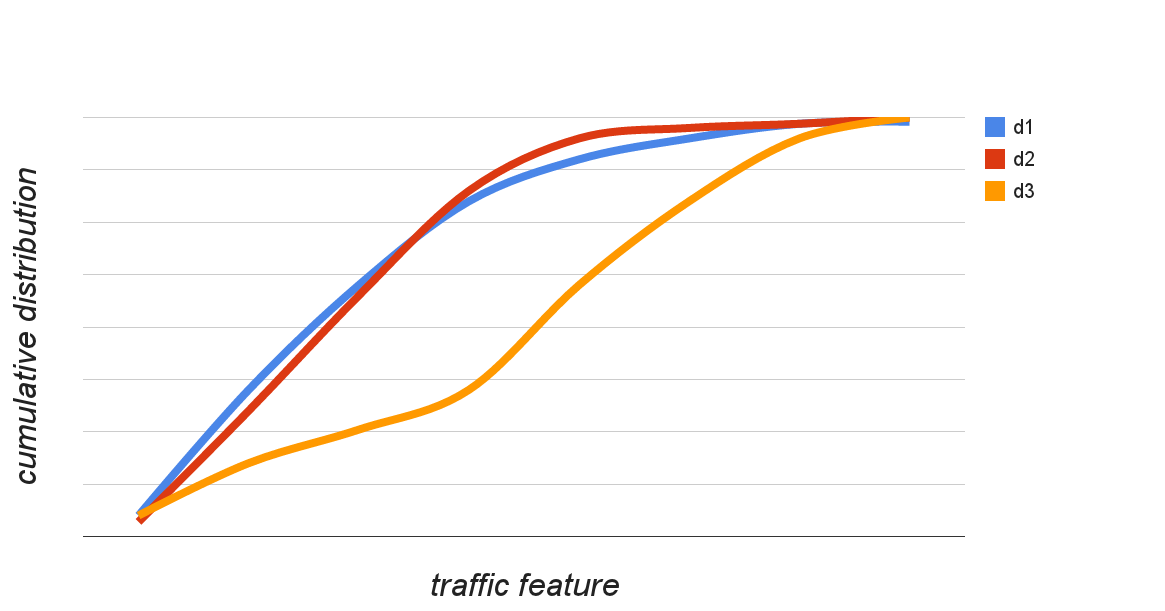 cumulative distribution
d1
d2
d3
traffic feature